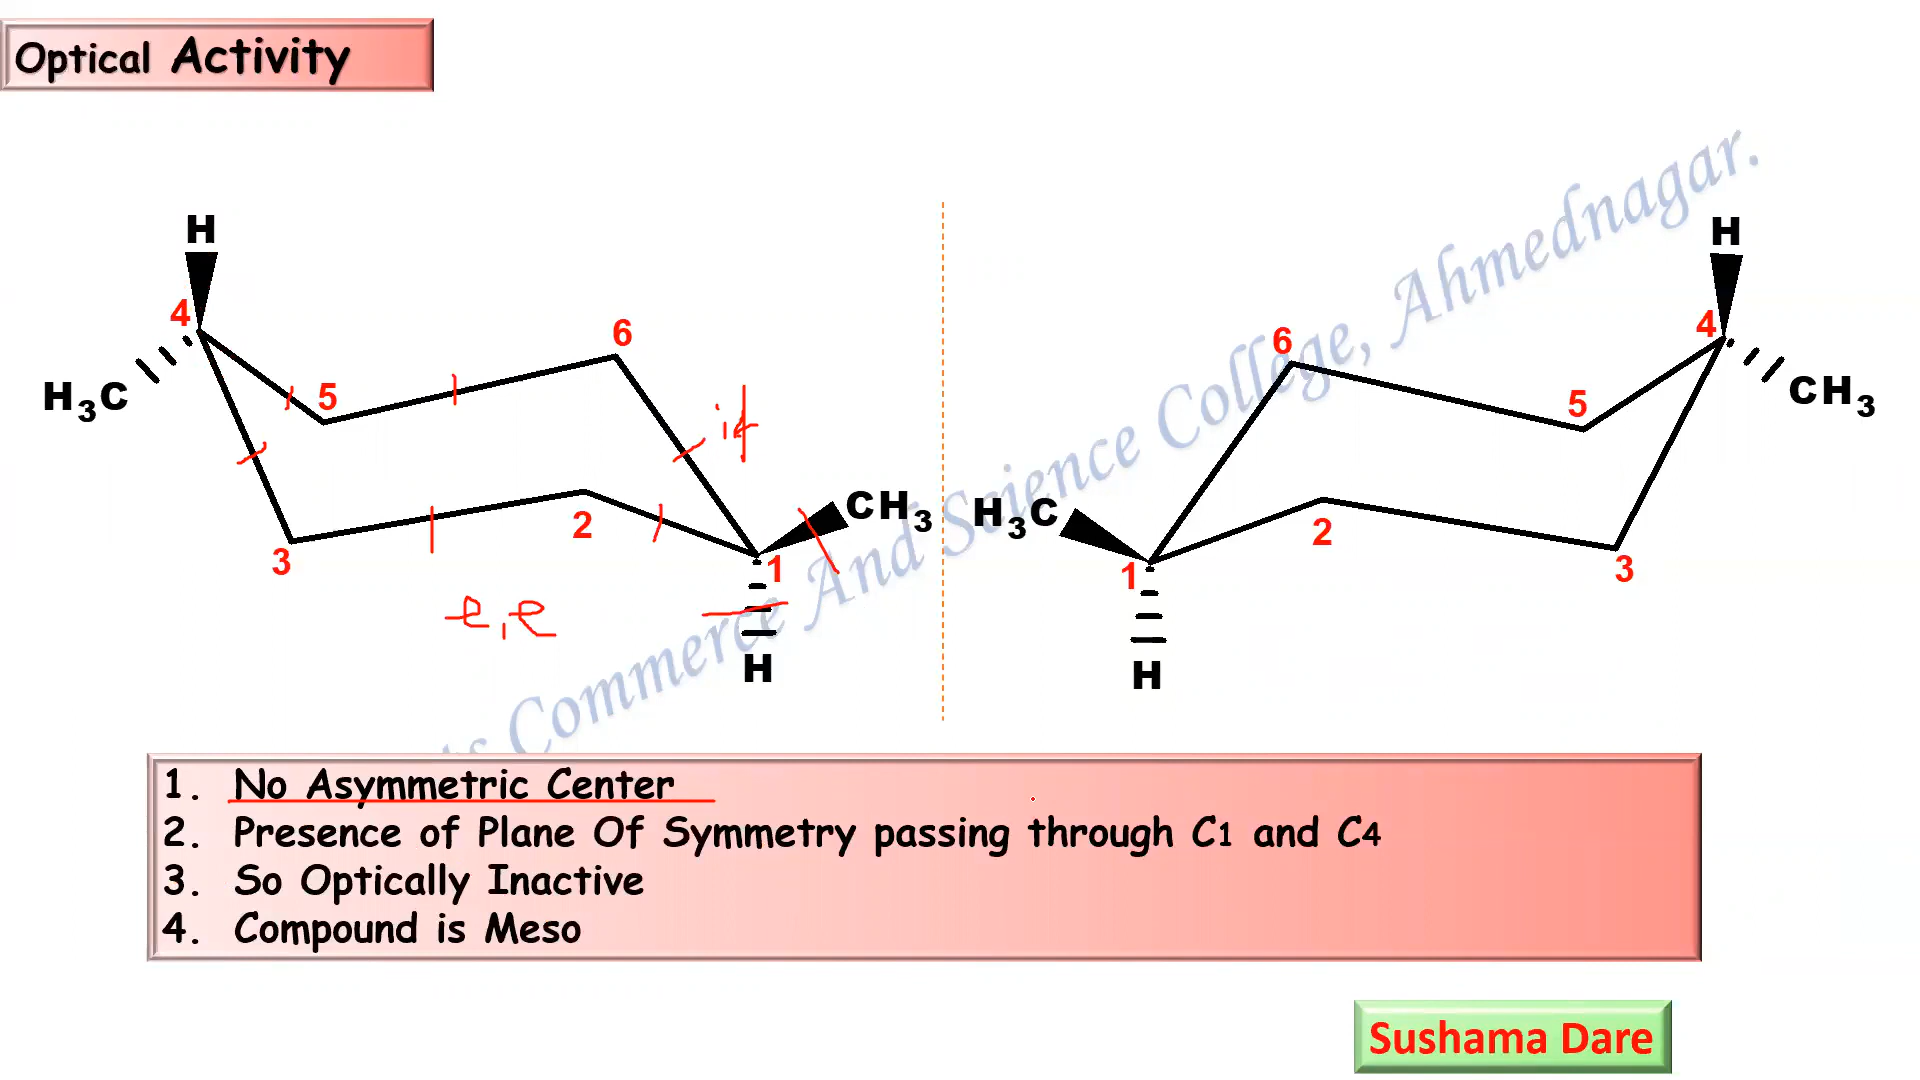 Optical Activity
H
4
H3C
5
6
3
2
1
CH3
H
e,e
H
4
6
5
CH3
H3C
1
2
3
H
Commerce And Science College, Ahmednagar.
1. No Asymmetric Center
2. Presence of Plane Of Symmetry passing through C1 and C4
3. So Optically Inactive
4. Compound is Meso
Sushama Dare